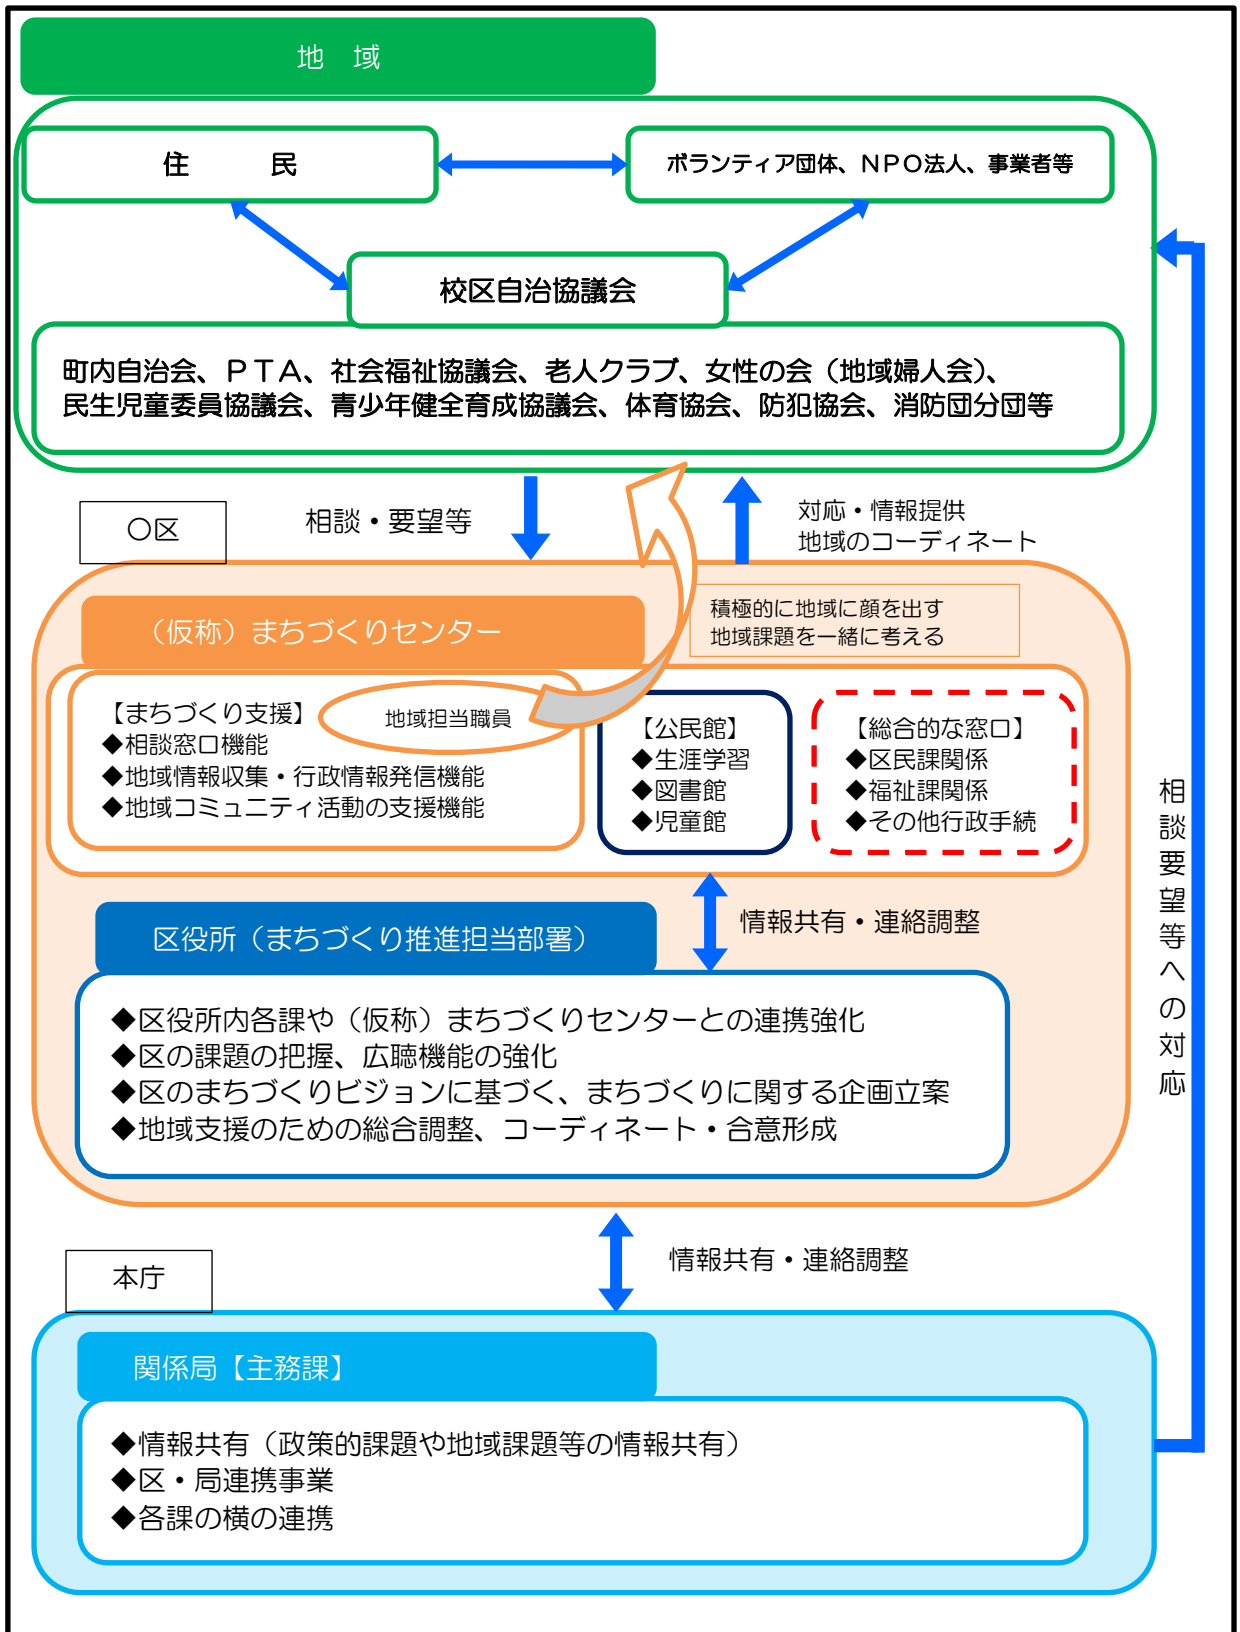 地　域
住　　　民
ボランティア団体、ＮＰＯ法人、事業者等
校区自治協議会
町内自治会、ＰＴＡ、社会福祉協議会、老人クラブ、女性の会（地域婦人会）、
民生児童委員協議会、青少年健全育成協議会、体育協会、防犯協会、消防団分団等
〇区
相談・要望等
対応・情報提供
地域のコーディネート
（仮称）まちづくりセンター
積極的に地域に顔を出す
地域課題を一緒に考える
【まちづくり支援】
◆相談窓口機能
◆地域情報収集・行政情報発信機能
◆地域コミュニティ活動の支援機能
地域担当職員
【公民館】
◆生涯学習
◆図書館
◆児童館
【総合的な窓口】
◆区民課関係
◆福祉課関係
◆その他行政手続
相談要望等への対応
情報共有・連絡調整
区役所（まちづくり推進担当部署）
◆区役所内各課や（仮称）まちづくりセンターとの連携強化
◆区の課題の把握、広聴機能の強化
◆区のまちづくりビジョンに基づく、まちづくりに関する企画立案
◆地域支援のための総合調整、コーディネート・合意形成
情報共有・連絡調整
本庁
関係局【主務課】
◆情報共有（政策的課題や地域課題等の情報共有）
◆区・局連携事業
◆各課の横の連携